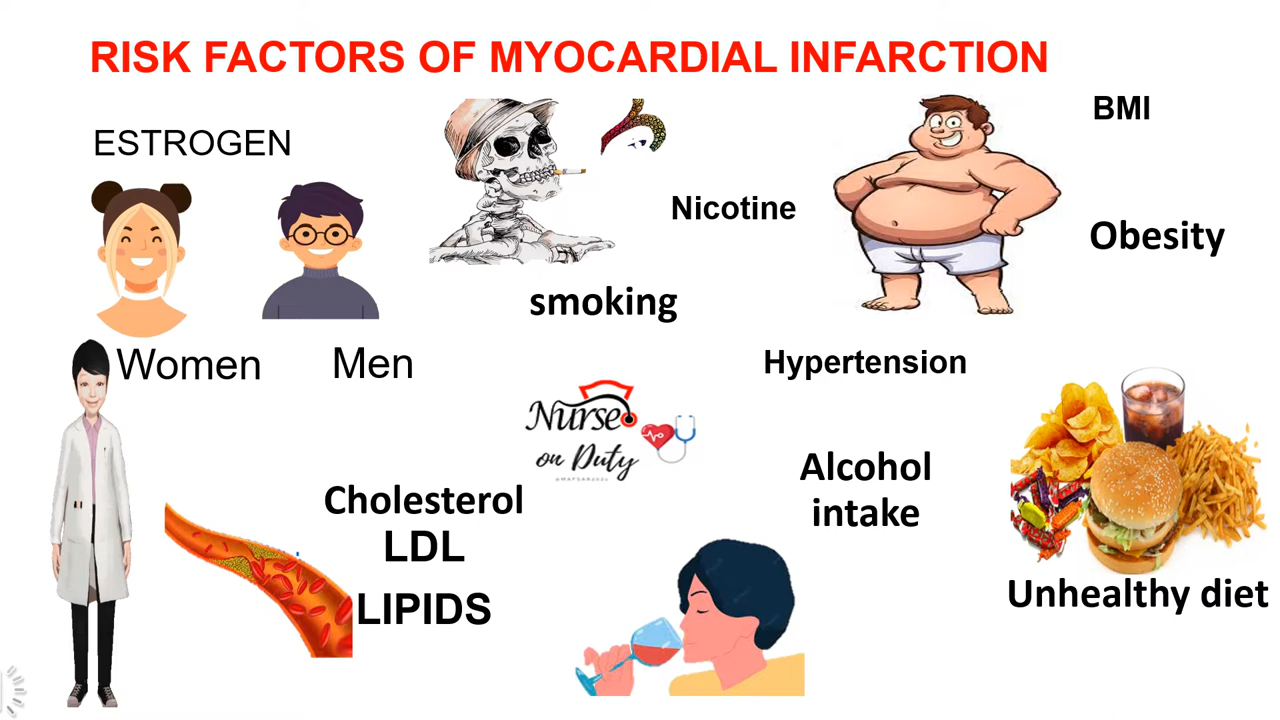 RISK FACTORS OF MYOCARDIAL INFARCTION
ESTROGEN
BMI
Nicotine
Obesity
smoking
Women
Men
Hypertension
Nurse
on Duty
Alcohol
intake
Cholesterol
LDL
LIPIDS
Unhealthy diet